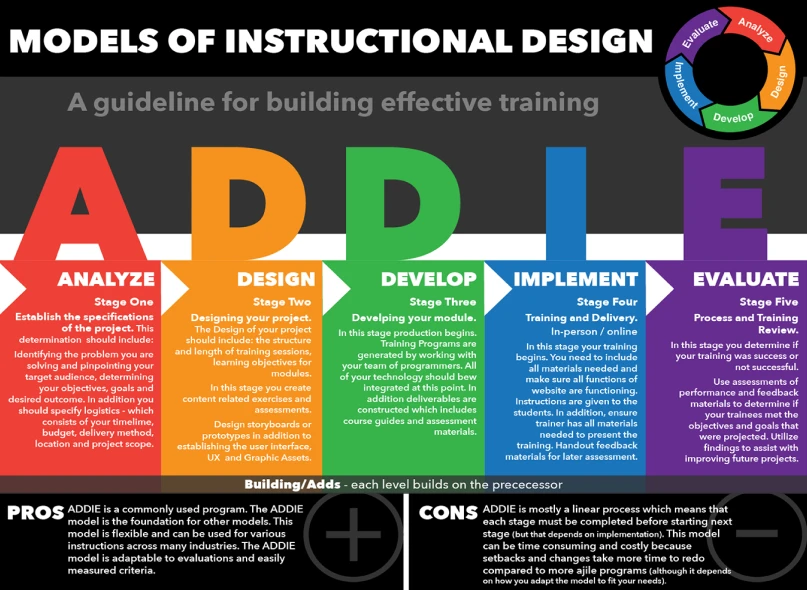 MODELS OF INSTRUCTIONAL DESIGN
Evaluate
Analyze
Design
Develop
Implement
A guideline for building effective training
A D D I E
ANALYZE
Stage One
Establish the specifications
of the project. This
determination should include:
Identifying the problem you are
solving and pinpointing your
target audience, determining
your objectives, goals and
desired outcome. In addition you
should specify logistics - which
consists of your timelime,
budget, delivery method,
location and project scope.
DESIGN
Stage Two
Designing your project.
The Design of your project
should include: the structure
and length of training sessions,
learning objectives for
modules.
In this stage you create
content related exercises and
assessments.
Design storyboards or
prototypes in addition to
establishing the user interface,
UX and Graphic Assets.
DEVELOP
Stage Three
Develping your module.
In this stage production begins.
Training Programs are
generated by working with
your team of programmers. All
of your technology should bew
integrated at this point. In
addition deliverables are
constructed which includes
course guides and assessment
materials.
IMPLEMENT
Stage Four
Training and Delivery.
In-person / online
In this stage your training
begins. You need to include
all materials needed and
make sure all functions of
website are functioning.
Instructions are given to the
students. In addition, ensure
trainer has all materials
needed to present the
training. Handout feedback
materials for later assessment.
EVALUATE
Stage Five
Process and Training
Review.
In this stage you determine if
your training was success or
not successful.
Use assessments of
performance and feedback
materials to determine if
your trainees met the
objectives and goals that
were projected. Utilize
findings to assist with
improving future projects.
Building/Adds - each level builds on the prececessor
PROS
ADDIE is a commonly used program. The ADDIE
model is the foundation for other models. This
model is flexible and can be used for various
instructions across many industries. The ADDIE
model is adaptable to evaluations and easily
measured criteria.
CONS
ADDIE is mostly a linear process which means that
each stage must be completed before starting next
stage (but that depends on implementation). This model
can be time consuming and costly because
setbacks and changes take more time to redo
compared to more ajile programs (although it depends
on how you adapt the model to fit your needs).